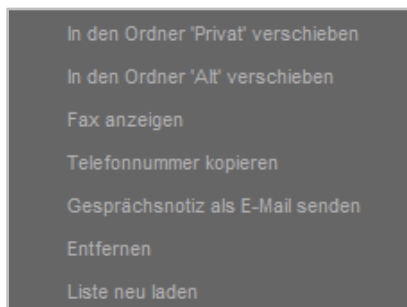 In den Ordner 'Privat' verschieben
In den Ordner 'Alt' verschieben
Fax anzeigen
Telefonnummer kopieren
Gesprächsnotiz als E-Mail senden
Entfernen
Liste neu laden